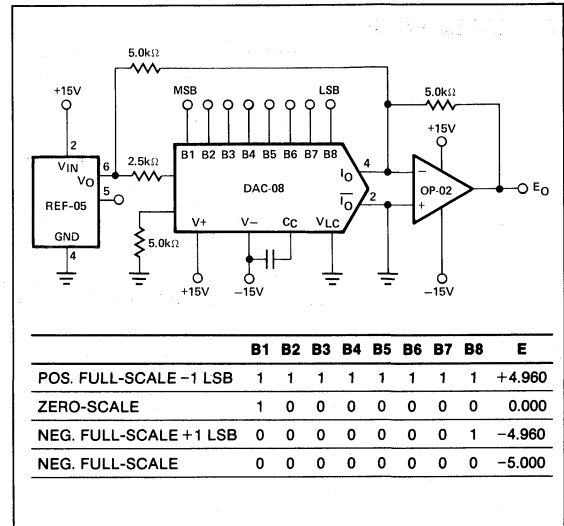 5.0kΩ
+15V
MSB
LSB
5.0kΩ
+15V
2
B1 B2 B3 B4 B5 B6 B7 B8
VIN
6
VO
2.5kΩ
IO
4
−
5
DAC-08
OP-02
EO
REF-05
IO
2
+
GND
5.0kΩ
V+
V−
CC
VLC
4
+15V
−15V
−15V
B1 B2 B3 B4 B5 B6 B7 B8 E
POS. FULL-SCALE −1 LSB 1 1 1 1 1 1 1 1 +4.960
ZERO-SCALE 1 0 0 0 0 0 0 0 0.000
NEG. FULL-SCALE +1 LSB 0 0 0 0 0 0 0 1 −4.960
NEG. FULL-SCALE 0 0 0 0 0 0 0 0 −5.000